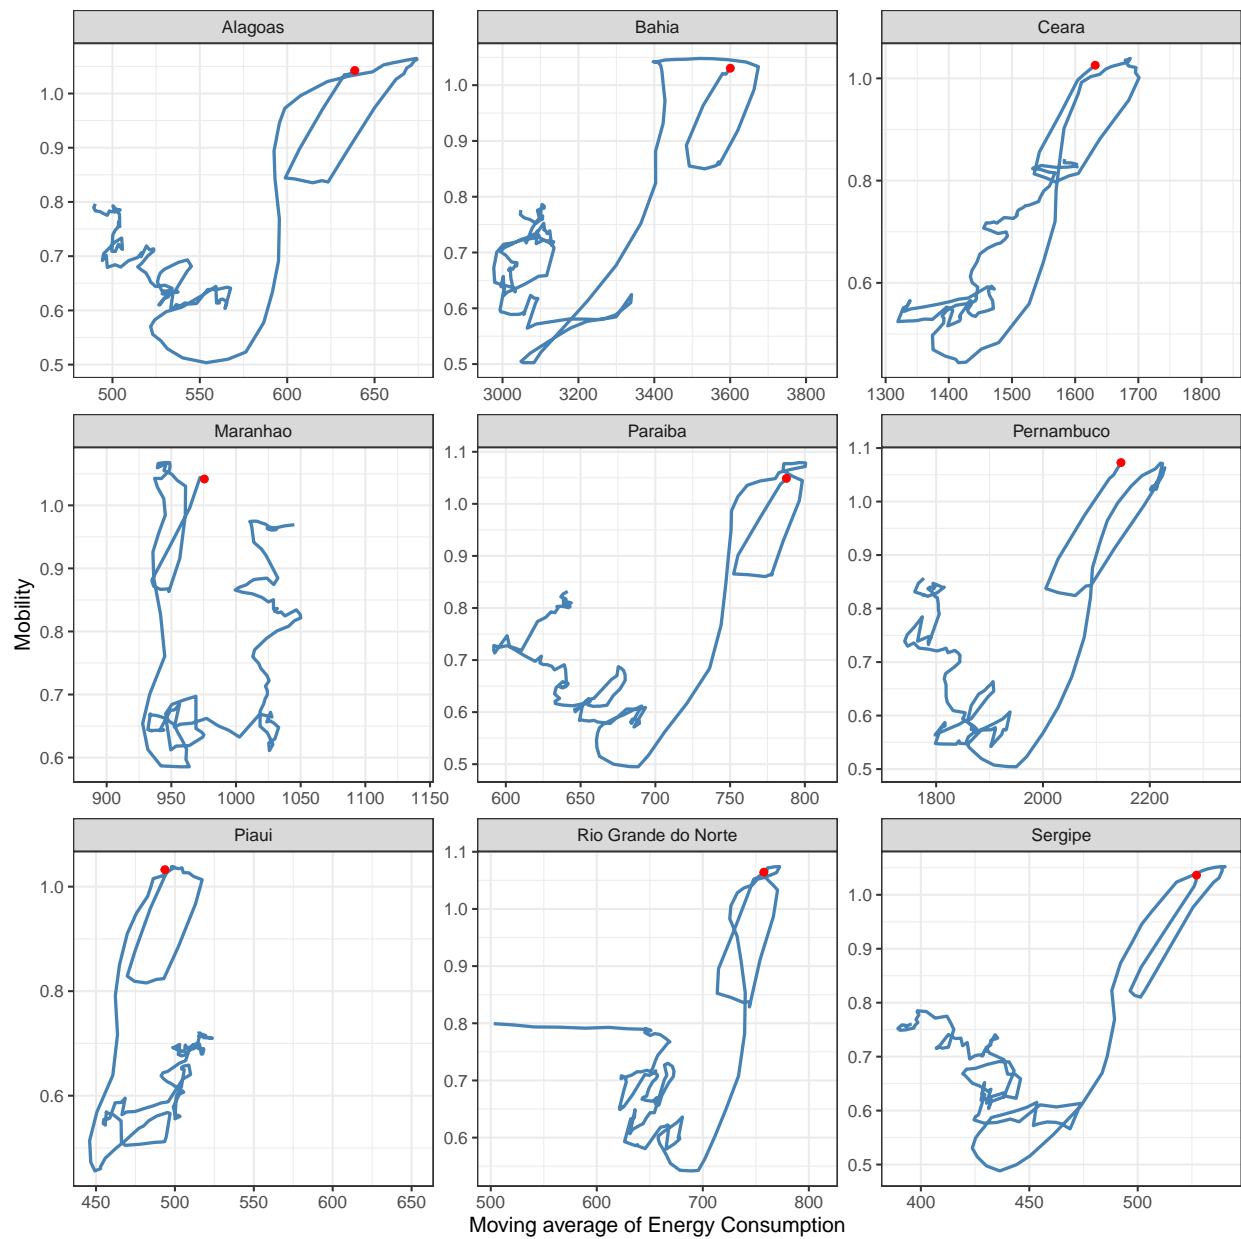 Alagoas
Bahia
Ceara
1.0
0.9
0.8
0.7
0.6
0.5
500 550 600 650
1.0
0.9
0.8
0.7
0.6
0.5
3000 3200 3400 3600 3800
1.0
0.8
0.6
1300 1400 1500 1600 1700 1800
Maranhao
Paraiba
Pernambuco
Mobility
1.0
0.9
0.8
0.7
0.6
900 950 1000 1050 1100 1150
1.1
1.0
0.9
0.8
0.7
0.6
0.5
600 650 700 750 800
1.1
1.0
0.9
0.8
0.7
0.6
0.5
1800 2000 2200
Piaui
Rio Grande do Norte
Sergipe
1.0
0.8
0.6
450 500 550 600 650
1.1
1.0
0.9
0.8
0.7
0.6
500 600 700 800
1.0
0.9
0.8
0.7
0.6
0.5
400 450 500
Moving average of Energy Consumption